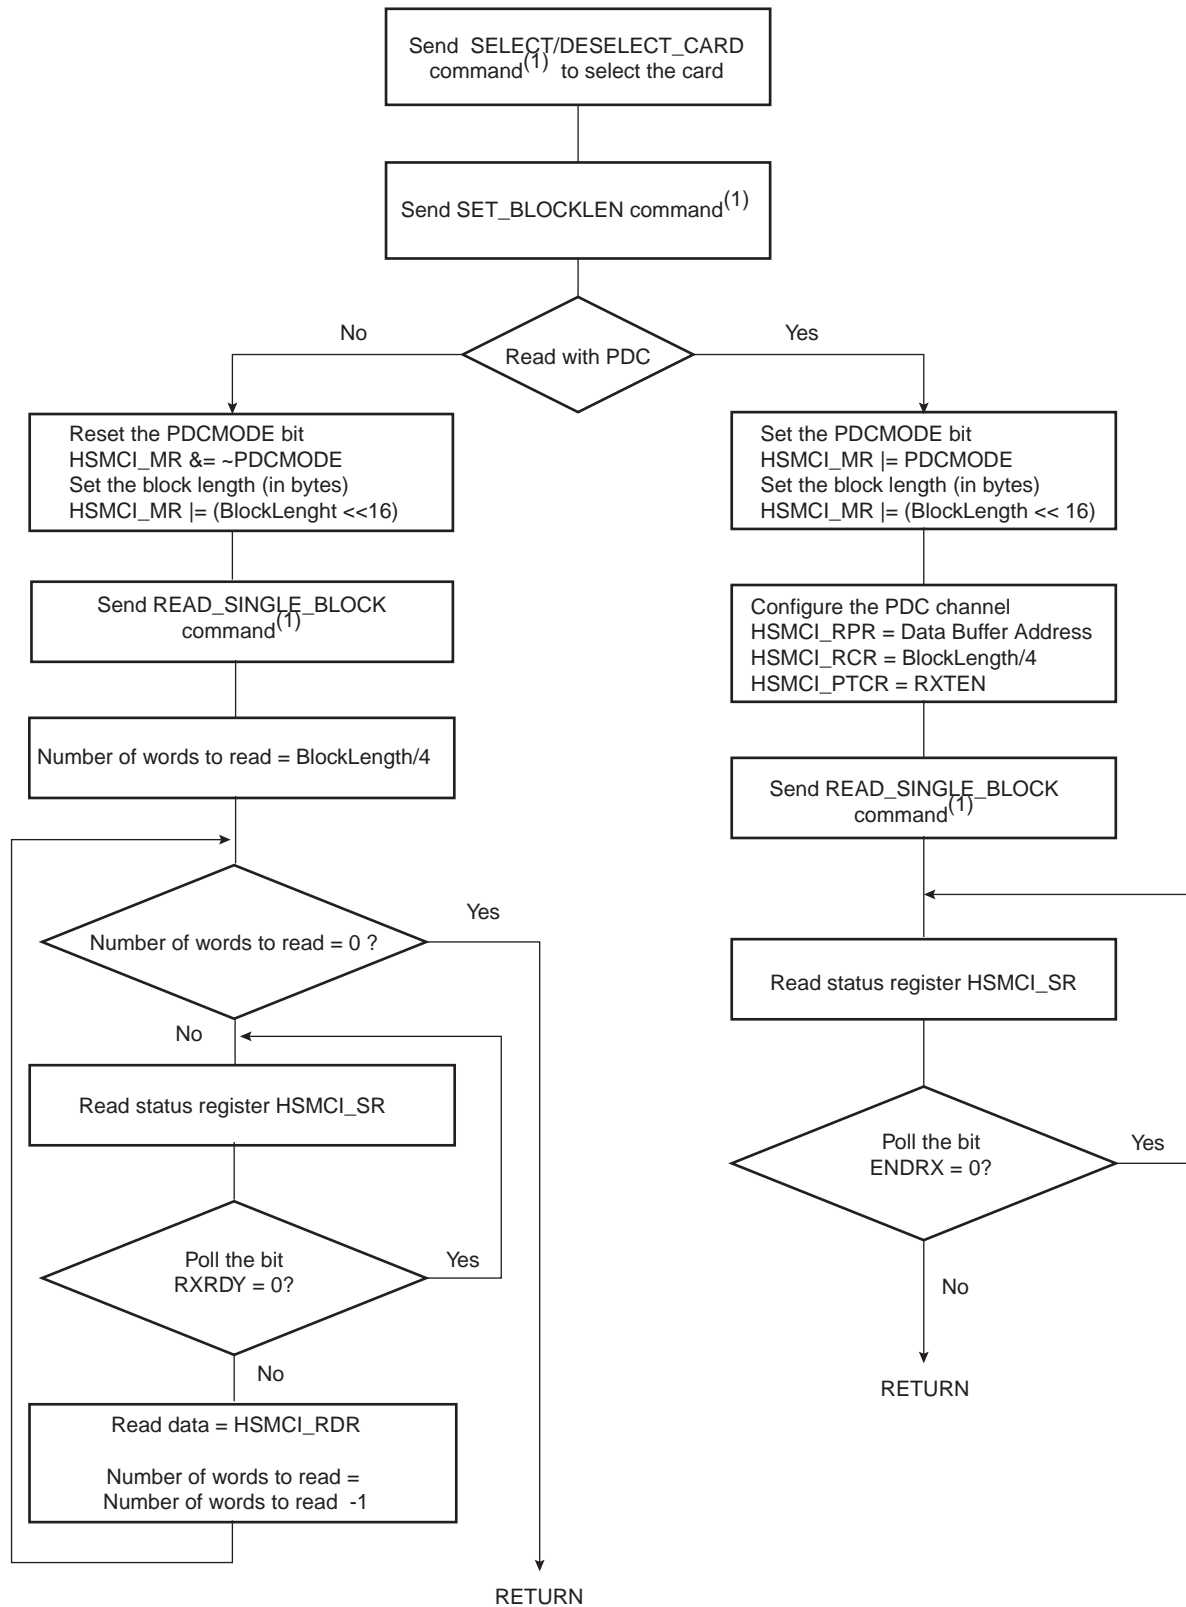 Send SELECT/DESELECT_CARD
command(1) to select the card
Send SET_BLOCKLEN command(1)
Read with PDC
No
Yes
Reset the PDCMODE bit
HSMCI_MR &= ~PDCMODE
Set the block length (in bytes)
HSMCI_MR |= (BlockLenght <<16)
Send READ_SINGLE_BLOCK
command(1)
Number of words to read = BlockLength/4
Number of words to read = 0 ?
Yes
No
Read status register HSMCI_SR
Poll the bit
RXRDY = 0?
Yes
No
Read data = HSMCI_RDR
Number of words to read =
Number of words to read -1
RETURN
Set the PDCMODE bit
HSMCI_MR |= PDCMODE
Set the block length (in bytes)
HSMCI_MR |= (BlockLength << 16)
Configure the PDC channel
HSMCI_RPR = Data Buffer Address
HSMCI_RCR = BlockLength/4
HSMCI_PTCR = RXTEN
Send READ_SINGLE_BLOCK
command(1)
Read status register HSMCI_SR
Poll the bit
ENDRX = 0?
Yes
No
RETURN